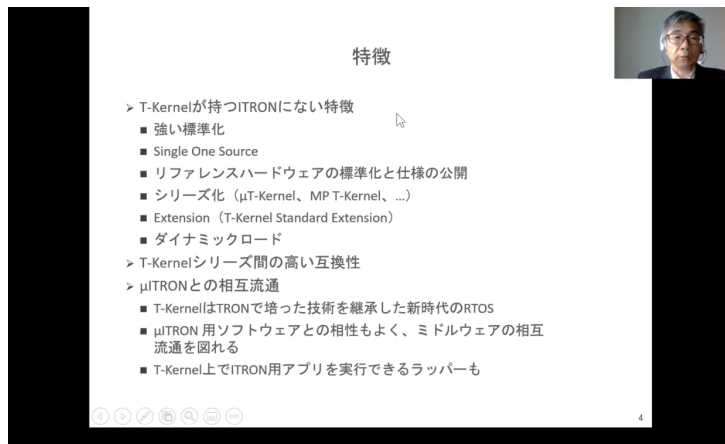 特徴
➢ T-Kernelが持つITRONにない特徴
■ 強い標準化
■ Single One Source
■ リファレンスハードウェアの標準化と仕様の公開
■ シリーズ化（μT-Kernel、MP T-Kernel、…）
■ Extension（T-Kernel Standard Extension）
■ ダイナミックロード
➢ T-Kernelシリーズ間の高い互換性
➢ μITRONとの相互流通
■ T-KernelはTRONで培った技術を継承した新時代のRTOS
■ μITRON 用ソフトウェアとの相性もよく、ミドルウェアの相互
流通を図れる
■ T-Kernel上でITRON用アプリを実行できるラッパーも
4